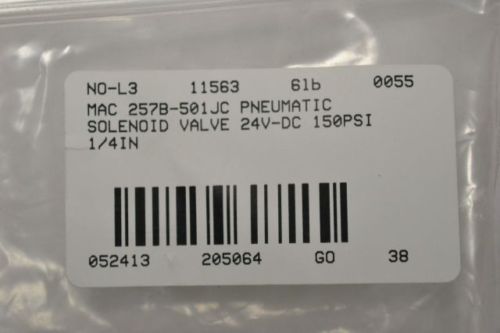 NO-L3 11563 6lb 0055
MAC 257B-501JC PNEUMATIC
SOLENOID VALVE 24V-DC 150PSI
1/4IN
052413 205064 GO 38